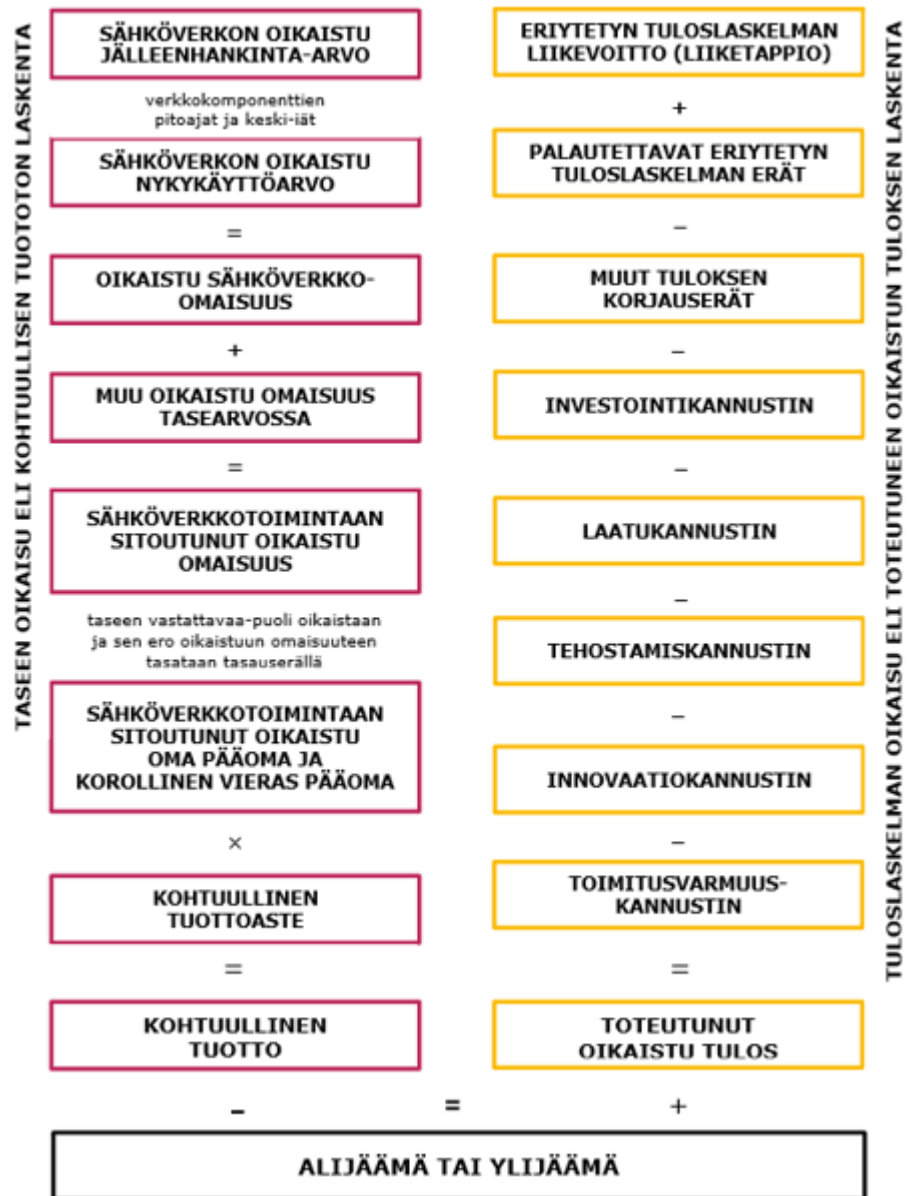 TASEEN OIKAISU ELI KOHTUULLISEN TUOTOTON LASKENTA
SÄHKÖVERKON OIKAISTU
JÄLLEENHANKINTA-ARVO
verkkokomponenttien
pitoajat ja keski-iät
SÄHKÖVERKON OIKAISTU
NYKYKÄYTTÖARVO
=
OIKAISTU SÄHKÖVERKKO-
OMAISUUS
+
MUU OIKAISTU OMAISUUS
TASEARVOSSA
=
SÄHKÖVERKKOTOIMINTAAN
SITOUTUNUT OIKAISTU
OMAISUUS
taseen vastattavaa-puoli oikaistaan
ja sen ero oikaistuun omaisuuteen
tasataan tasauserällä
SÄHKÖVERKKOTOIMINTAAN
SITOUTUNUT OIKAISTU
OMA PÄÄOMA JA
KOROLLINEN VIERAS PÄÄOMA
×
KOHTUULLINEN
TUOTTOASTE
=
KOHTUULLINEN
TUOTTO
ERIYTETYN TULOSLASKELMAN
LIIKEVOITTO (LIIKETAPPIO)
+
PALAUTETTAVAT ERIYTETYN
TULOSLASKELMAN ERÄT
−
MUUT TULOKSEN
KORJAUSERÄT
−
INVESTOINTIKANNUSTIN
−
LAATUKANNUSTIN
−
TEHOSTAMISKANNUSTIN
−
INNOVAATIOKANNUSTIN
−
TOIMITUSVARMUUS-
KANNUSTIN
=
TOTEUTUNUT
OIKAISTU TULOS
TULOSLASKELMAN OIKAISU ELI TOTEUTUNEEN OIKAISTUN TULOKSEN LASKENTA
− = +
ALIJÄÄMÄ TAI YLIJÄÄMÄ